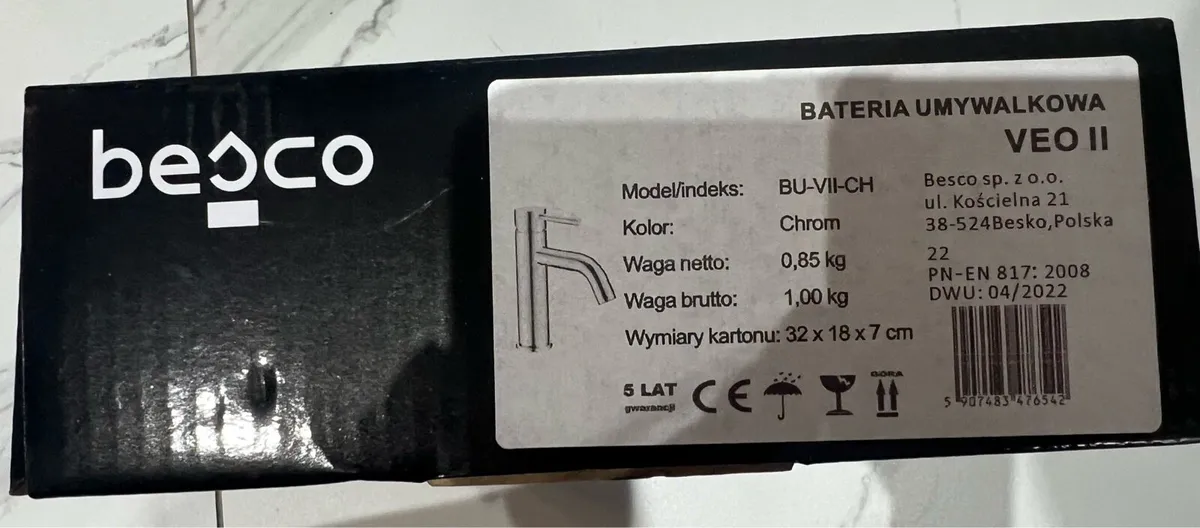 besco
BATERIA UMYWALKOWA
VEO II
Model/indeks: BU-VII-CH
Kolor: Chrom
Waga netto: 0,85 kg
Waga brutto: 1,00 kg
Wymiary kartonu: 32 x 18 x 7 cm
Besco sp. z o.o.
ul. Kościelna 21
38-524Besko,Polska
22
PN-EN 817: 2008
DWU: 04/2022
5 LAT
gwarancji
CE
GÓRA
5 907483 476542